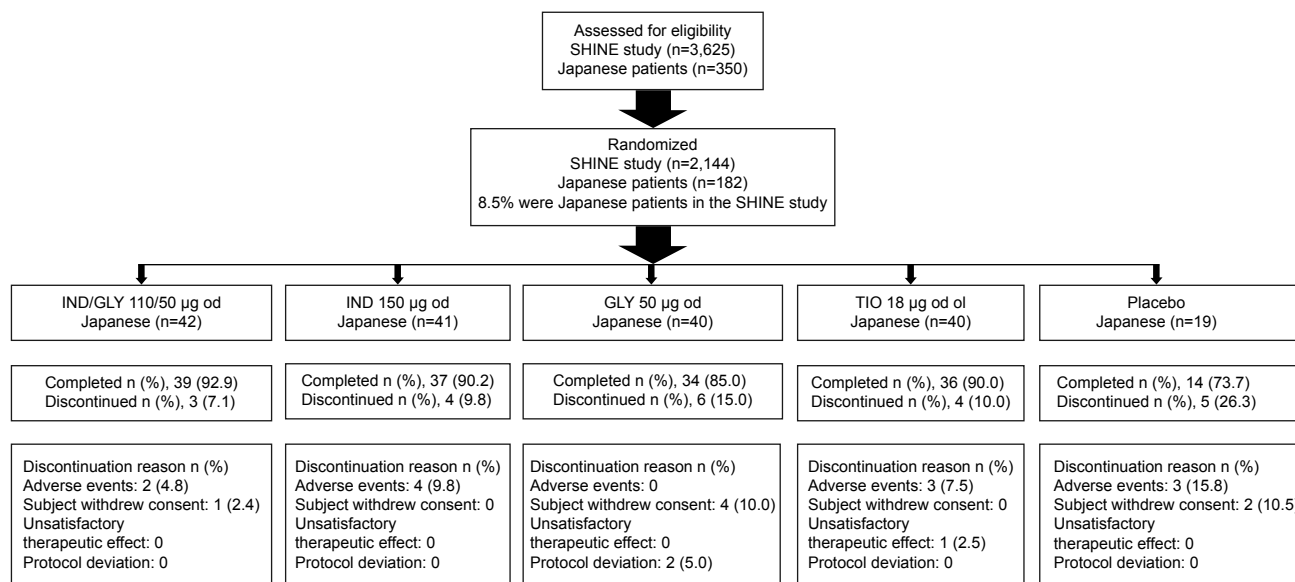 Assessed for eligibility
SHINE study (n=3,625)
Japanese patients (n=350)
Randomized
SHINE study (n=2,144)
Japanese patients (n=182)
8.5% were Japanese patients in the SHINE study
IND/GLY 110/50 µg od
Japanese (n=42)
IND 150 µg od
Japanese (n=41)
GLY 50 µg od
Japanese (n=40)
TIO 18 µg od ol
Japanese (n=40)
Placebo
Japanese (n=19)
Completed n (%), 39 (92.9)
Discontinued n (%), 3 (7.1)
Completed n (%), 37 (90.2)
Discontinued n (%), 4 (9.8)
Completed n (%), 34 (85.0)
Discontinued n (%), 6 (15.0)
Completed n (%), 36 (90.0)
Discontinued n (%), 4 (10.0)
Completed n (%), 14 (73.7)
Discontinued n (%), 5 (26.3)
Discontinuation reason n (%)
Adverse events: 2 (4.8)
Subject withdrew consent: 1 (2.4)
Unsatisfactory
therapeutic effect: 0
Protocol deviation: 0
Discontinuation reason n (%)
Adverse events: 4 (9.8)
Subject withdrew consent: 0
Unsatisfactory
therapeutic effect: 0
Protocol deviation: 0
Discontinuation reason n (%)
Adverse events: 0
Subject withdrew consent: 4 (10.0)
Unsatisfactory
therapeutic effect: 0
Protocol deviation: 2 (5.0)
Discontinuation reason n (%)
Adverse events: 3 (7.5)
Subject withdrew consent: 0
Unsatisfactory
therapeutic effect: 1 (2.5)
Protocol deviation: 0
Discontinuation reason n (%)
Adverse events: 3 (15.8)
Subject withdrew consent: 2 (10.5)
Unsatisfactory
therapeutic effect: 0
Protocol deviation: 0